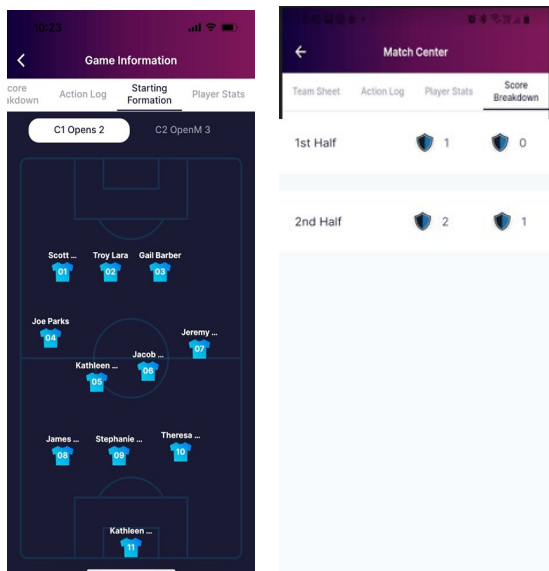 10:23
Game Information
core
akdown
Action Log
Starting
Formation
Player Stats
C1 Opens 2
C2 OpenM 3
Scott ...
Troy Lara
Gail Barber
01
02
03
Joe Parks
04
Jeremy ...
07
Jacob ...
06
Kathleen ...
05
James ...
Stephanie ...
Theresa ...
08
09
10
Kathleen ...
11
Match Center
Team Sheet
Action Log
Player Stats
Score
Breakdown
1st Half
1
0
2nd Half
2
1